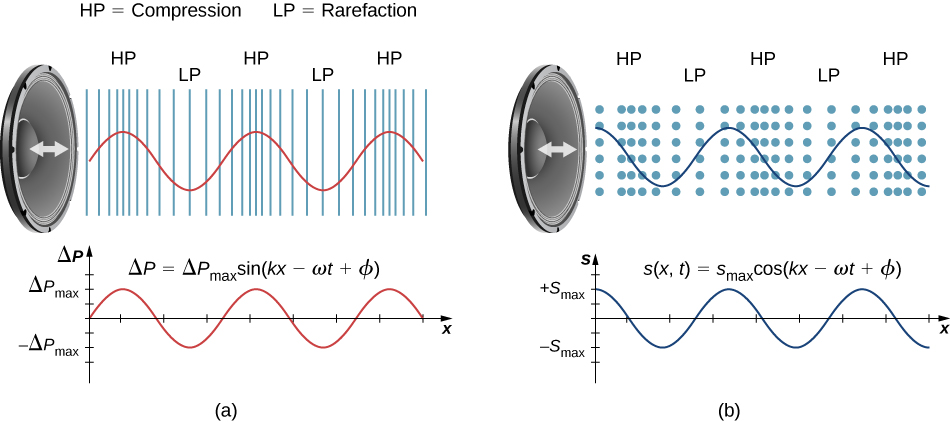 HP = Compression LP = Rarefaction
HP HP HP
LP LP
HP HP HP
LP LP
ΔP
ΔP = ΔPmaxsin(kx − ωt + ϕ)
ΔPmax
−ΔPmax
x
(a)
s
s(x, t) = smaxcos(kx − ωt + ϕ)
+Smax
−Smax
x
(b)